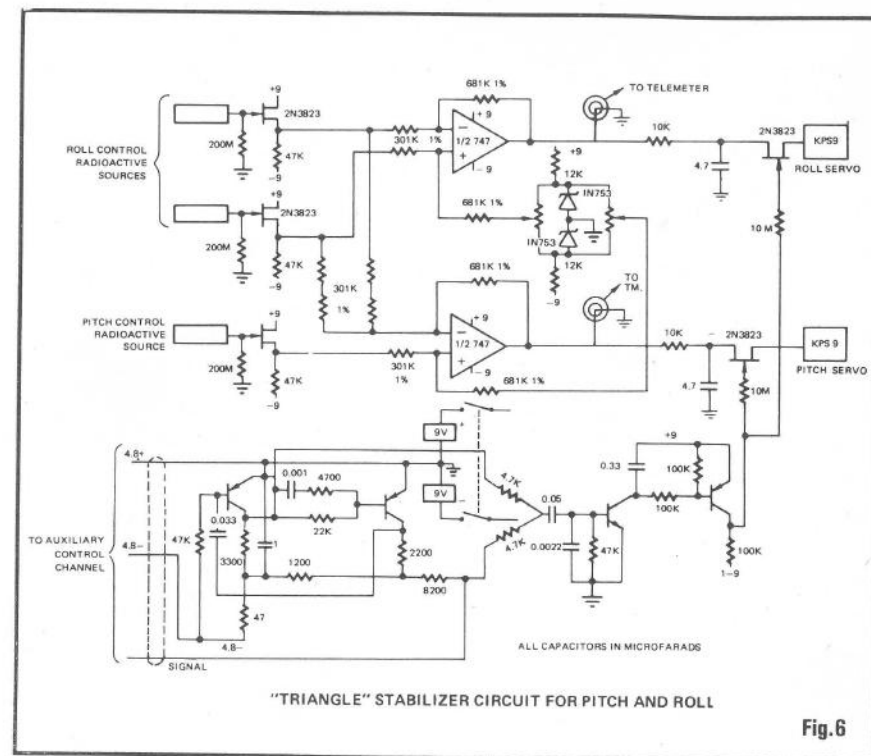 +9
2N3823
200M
47K
-9
ROLL CONTROL
RADIOACTIVE
SOURCES
+9
2N3823
200M
47K
-9
681K 1%
301K 1%
+9
1/2 747
-9
TO TELEMETER
10K
2N3823
KPS9
ROLL SERVO
4.7
+9
12K
IN753
IN753
681K 1%
12K
-9
10 M
301K
1%
PITCH CONTROL
RADIOACTIVE
SOURCE
+9
200M
47K
-9
681K 1%
+9
1/2 747
-9
301K
1%
681K 1%
TO
TM.
10K
2N3823
KPS 9
PITCH SERVO
4.7
10M
4.8+
TO AUXILIARY
CONTROL
CHANNEL
4.8-
SIGNAL
47K
0.033
0.001
4700
22K
3300
1
1200
2200
8200
47
4.8-
9V
+
9V
-
4.7K
4.7K
0.05
0.0022
47K
0.33
+9
100K
100K
100K
1-9
ALL CAPACITORS IN MICROFARADS
"TRIANGLE" STABILIZER CIRCUIT FOR PITCH AND ROLL
Fig.6